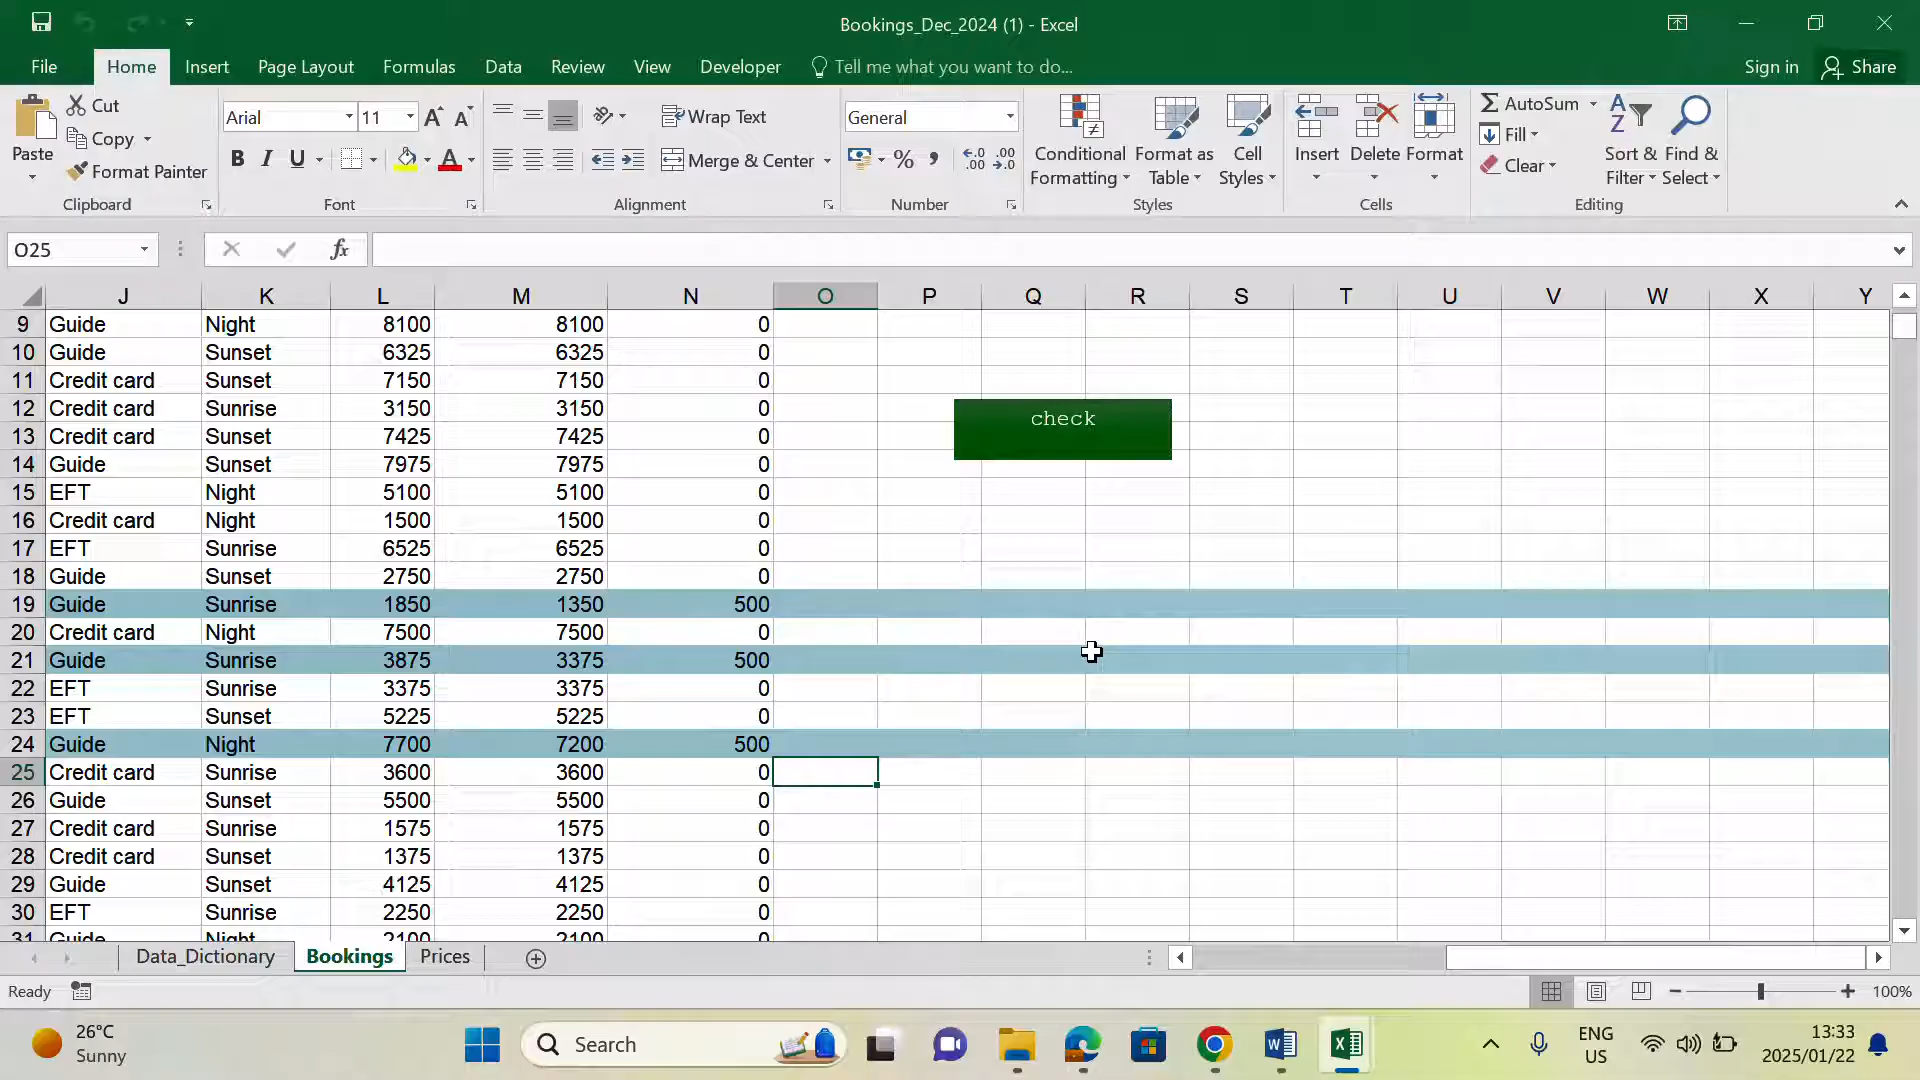 Bookings_Dec_2024 (1) - Excel
File Home Insert Page Layout Formulas Data Review View Developer Tell me what you want to do... Sign in Share
Paste
Cut
Copy
Format Painter
Clipboard
Arial 11
B I U
Font
Wrap Text
Merge & Center
Alignment
General
Number
Conditional Formatting
Format as Table
Cell Styles
Styles
Insert Delete Format
Cells
AutoSum
Fill
Clear
Sort & Filter
Find & Select
Editing
O25
fx
J K L M N O P Q R S T U V W X Y
9 Guide Night 8100 8100 0
10 Guide Sunset 6325 6325 0
11 Credit card Sunset 7150 7150 0
12 Credit card Sunrise 3150 3150 0
check
13 Credit card Sunset 7425 7425 0
14 Guide Sunset 7975 7975 0
15 EFT Night 5100 5100 0
16 Credit card Night 1500 1500 0
17 EFT Sunrise 6525 6525 0
18 Guide Sunset 2750 2750 0
19 Guide Sunrise 1850 1350 500
20 Credit card Night 7500 7500 0
21 Guide Sunrise 3875 3375 500
22 EFT Sunrise 3375 3375 0
23 EFT Sunset 5225 5225 0
24 Guide Night 7700 7200 500
25 Credit card Sunrise 3600 3600 0
26 Guide Sunset 5500 5500 0
27 Credit card Sunrise 1575 1575 0
28 Credit card Sunset 1375 1375 0
29 Guide Sunset 4125 4125 0
30 EFT Sunrise 2250 2250 0
31 Guide Night 2100 2100 0
Data_Dictionary Bookings Prices
Ready 100%
26°C
Sunny
Search
ENG
US
13:33
2025/01/22